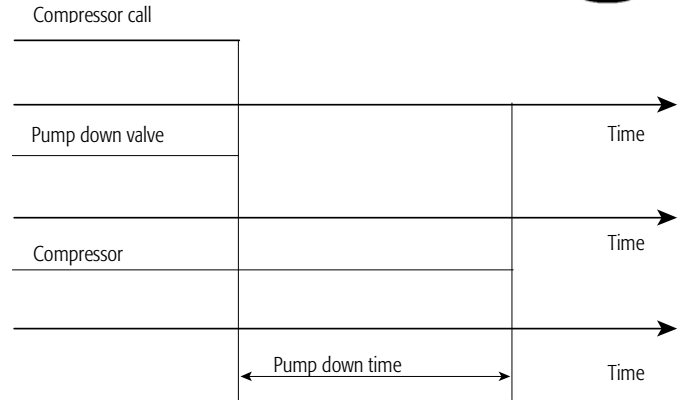 Compressor call
Time
Pump down valve
Time
Compressor
Pump down time
Time